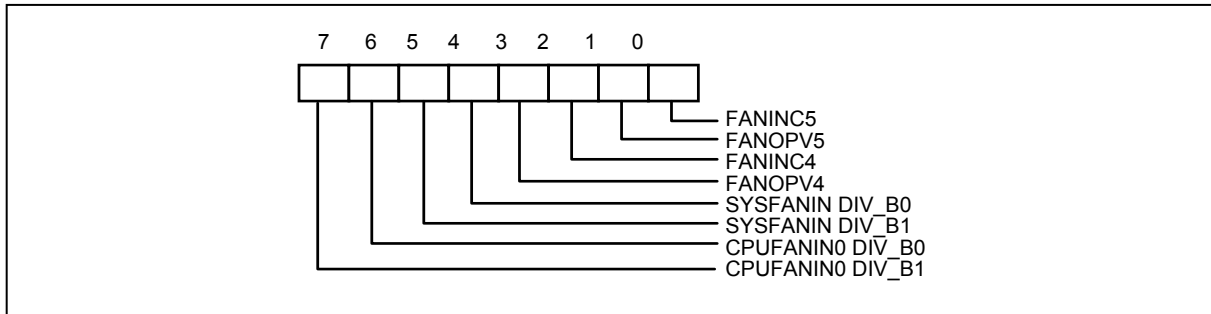 7 6 5 4 3 2 1 0
FANINC5
FANOPV5
FANINC4
FANOPV4
SYSFANIN DIV_B0
SYSFANIN DIV_B1
CPUFANIN0 DIV_B0
CPUFANIN0 DIV_B1